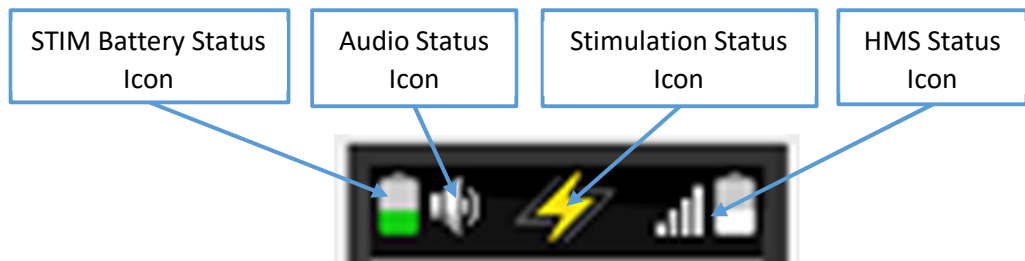 STIM Battery Status
Icon
Audio Status
Icon
Stimulation Status
Icon
HMS Status
Icon